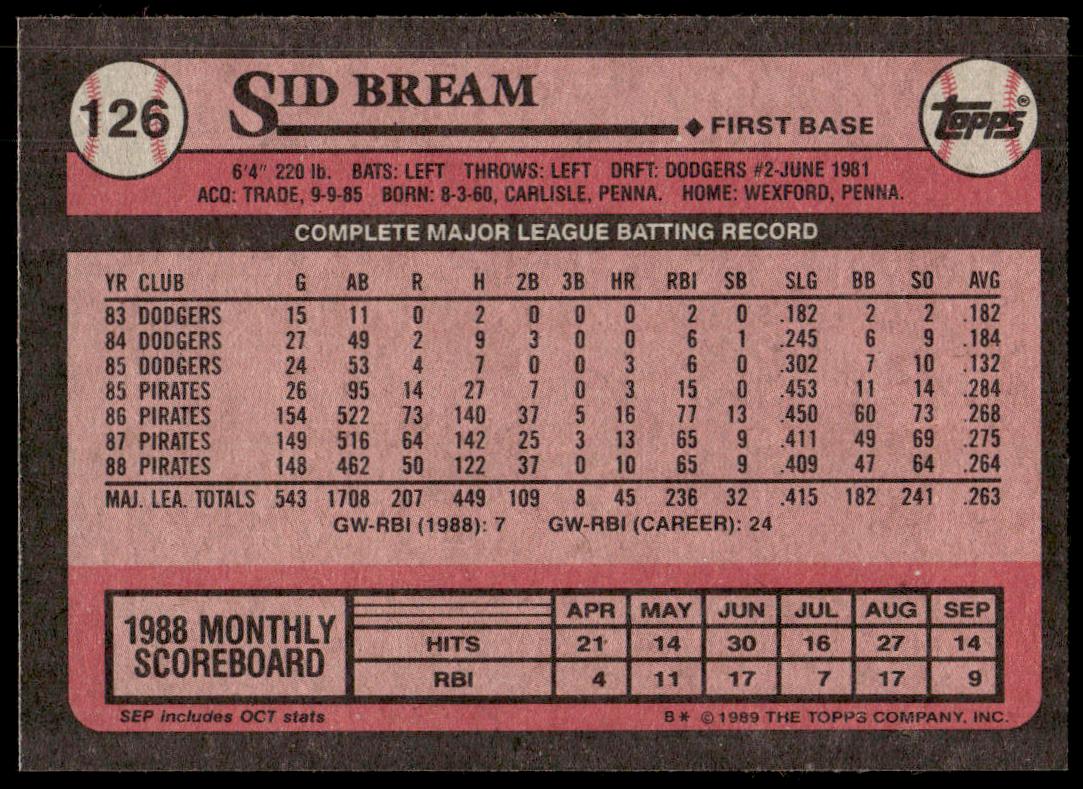 126
SID BREAM
◆ FIRST BASE
Topps®
6'4" 220 lb. BATS: LEFT THROWS: LEFT DRFT: DODGERS #2-JUNE 1981
ACQ: TRADE, 9-9-85 BORN: 8-3-60, CARLISLE, PENNA. HOME: WEXFORD, PENNA.
COMPLETE MAJOR LEAGUE BATTING RECORD
YR CLUB G AB R H 2B 3B HR RBI SB SLG BB SO AVG
83 DODGERS 15 11 0 2 0 0 0 2 0 .182 2 2 .182
84 DODGERS 27 49 2 9 3 0 0 6 1 .245 6 9 .184
85 DODGERS 24 53 4 7 0 0 3 6 0 .302 7 10 .132
85 PIRATES 26 95 14 27 7 0 3 15 0 .453 11 14 .284
86 PIRATES 154 522 73 140 37 5 16 77 13 .450 60 73 .268
87 PIRATES 149 516 64 142 25 3 13 65 9 .411 49 69 .275
88 PIRATES 148 462 50 122 37 0 10 65 9 .409 47 64 .264
MAJ. LEA. TOTALS 543 1708 207 449 109 8 45 236 32 .415 182 241 .263
GW-RBI (1988): 7 GW-RBI (CAREER): 24
1988 MONTHLY
SCOREBOARD
APR MAY JUN JUL AUG SEP
HITS 21 14 30 16 27 14
RBI 4 11 17 7 17 9
SEP includes OCT stats
B* © 1989 THE TOPPS COMPANY, INC.